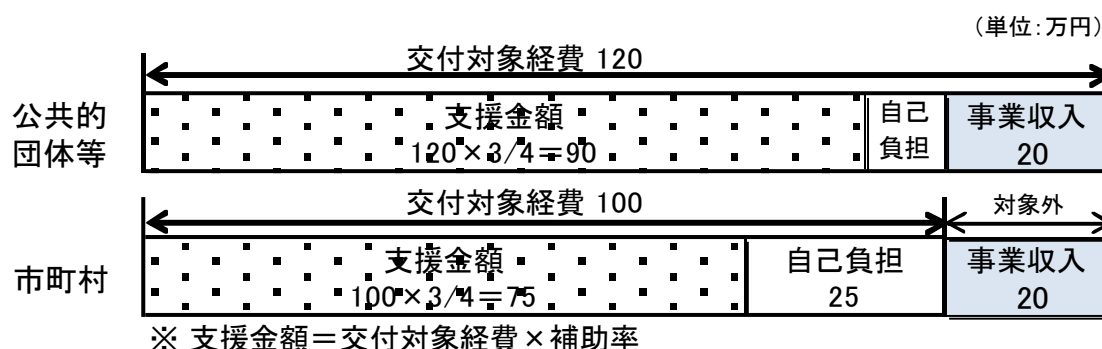 (単位:万円)
交付対象経費 120
公共的
団体等
支援金額
120×3/4=90
自己
負担
事業収入
20
交付対象経費 100
対象外
市町村
支援金額
100×3/4=75
自己負担
25
事業収入
20
※ 支援金額=交付対象経費×補助率